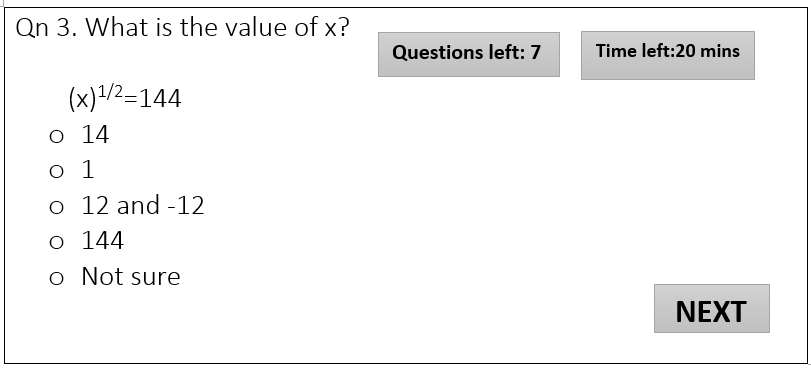 Qn 3. What is the value of x?
Questions left: 7
Time left:20 mins
(x)^1/2=144
o 14
o 1
o 12 and -12
o 144
o Not sure
NEXT